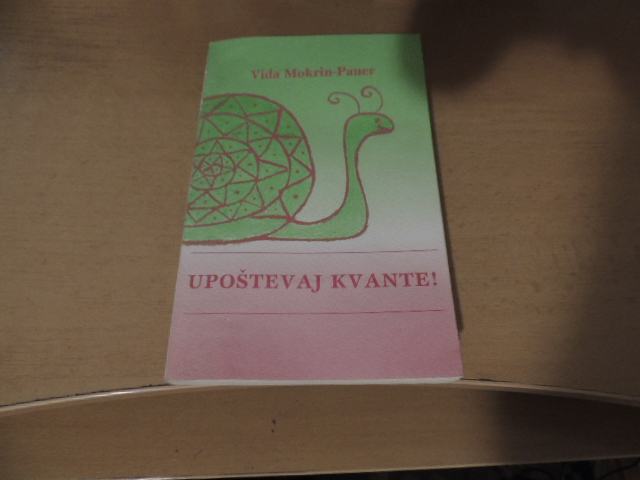 Vida Mokrin-Pauer
UPOŠTEVAJ KVANTE!